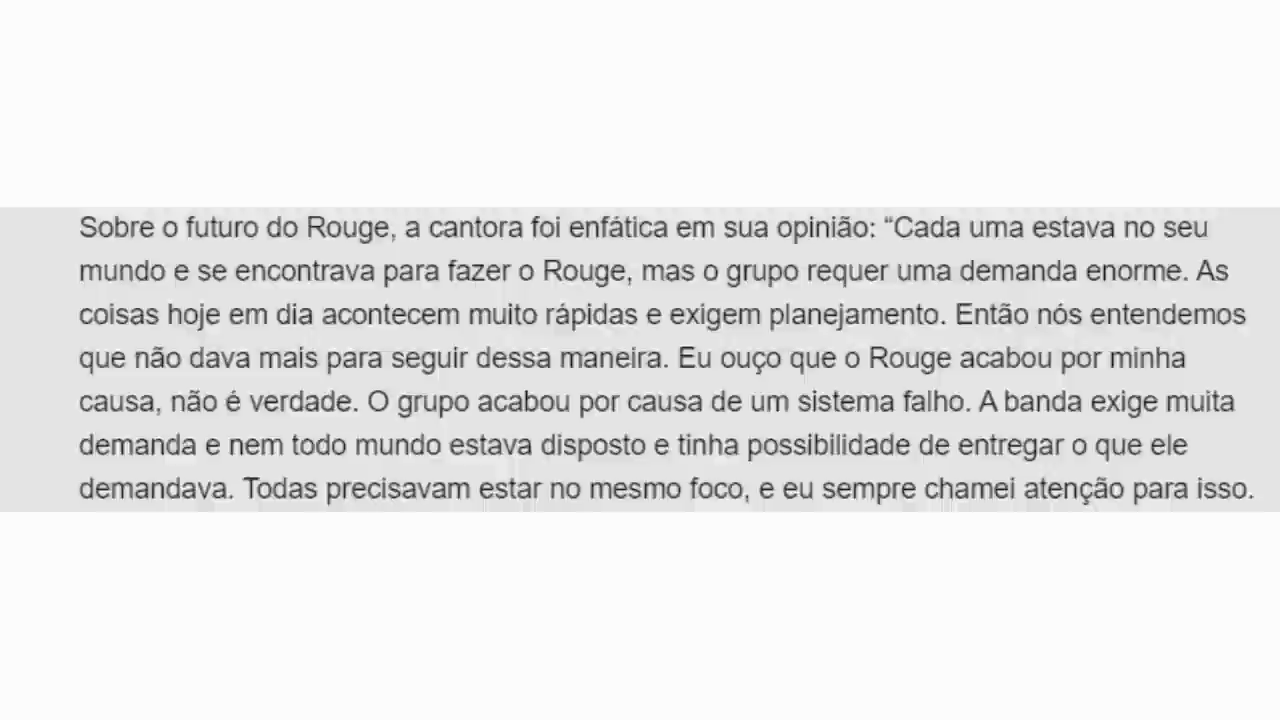 Sobre o futuro do Rouge, a cantora foi enfática em sua opinião: “Cada uma estava no seu
mundo e se encontrava para fazer o Rouge, mas o grupo requer uma demanda enorme. As
coisas hoje em dia acontecem muito rápidas e exigem planejamento. Então nós entendemos
que não dava mais para seguir dessa maneira. Eu ouço que o Rouge acabou por minha
causa, não é verdade. O grupo acabou por causa de um sistema falho. A banda exige muita
demanda e nem todo mundo estava disposto e tinha possibilidade de entregar o que ele
demandava. Todas precisavam estar no mesmo foco, e eu sempre chamei atenção para isso.